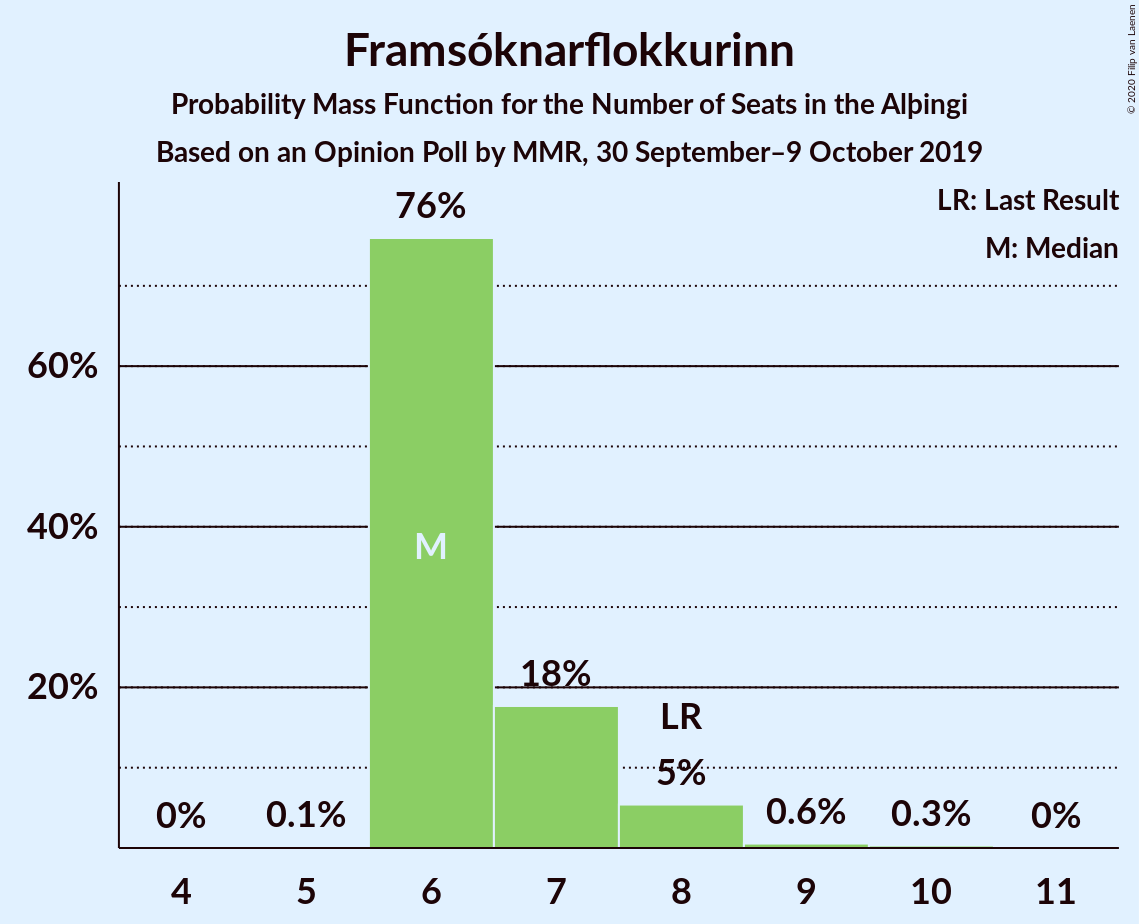 Framsóknarflokkurinn
Probability Mass Function for the Number of Seats in the Alþingi
Based on an Opinion Poll by MMR, 30 September–9 October 2019
© 2020 Filip van Laenen
LR: Last Result
M: Median
76%
60%
40%
M
18%
20%
LR
5%
0%
0.1%
0.6%
0.3%
0%
4
5
6
7
8
9
10
11